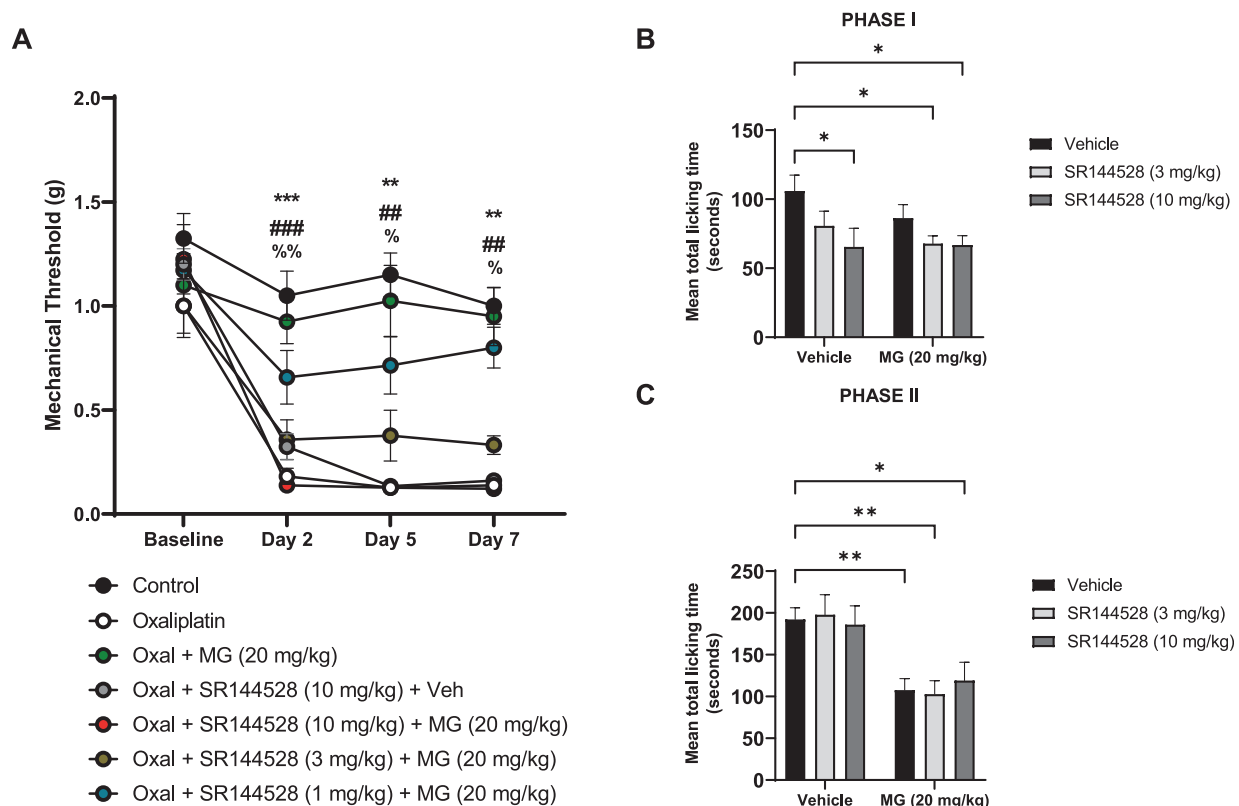 A
2.0
1.5
1.0
0.5
0.0
Mechanical Threshold (g)
***
###
%%
**
##
%
**
##
%
Baseline
Day 2
Day 5
Day 7
Control
Oxaliplatin
Oxal + MG (20 mg/kg)
Oxal + SR144528 (10 mg/kg) + Veh
Oxal + SR144528 (10 mg/kg) + MG (20 mg/kg)
Oxal + SR144528 (3 mg/kg) + MG (20 mg/kg)
Oxal + SR144528 (1 mg/kg) + MG (20 mg/kg)
B
PHASE I
*
*
*
150
100
50
0
Mean total licking time
(seconds)
Vehicle
MG (20 mg/kg)
Vehicle
SR144528 (3 mg/kg)
SR144528 (10 mg/kg)
C
PHASE II
*
**
**
250
200
150
100
50
0
Mean total licking time
(seconds)
Vehicle
MG (20 mg/kg)
Vehicle
SR144528 (3 mg/kg)
SR144528 (10 mg/kg)